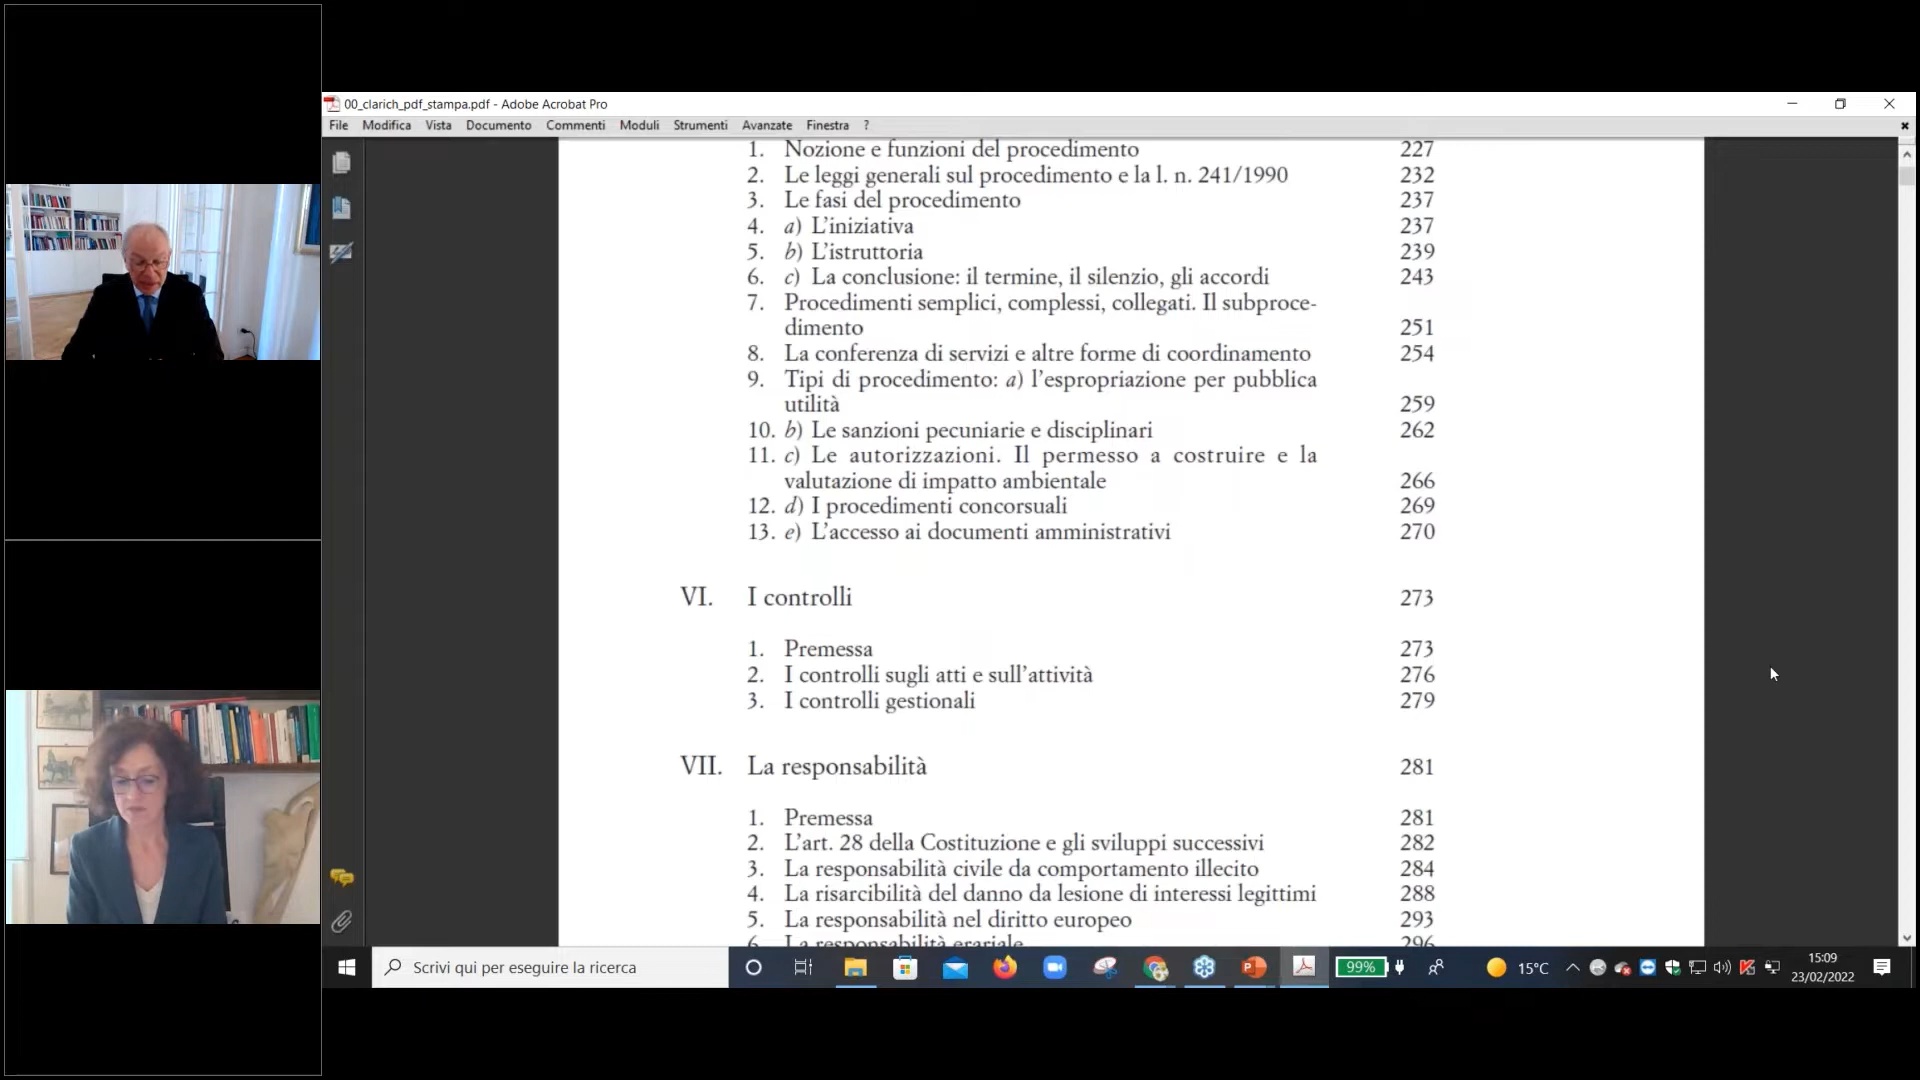 00_clarich_pdf_stampa.pdf - Adobe Acrobat Pro
File Modifica Vista Documento Commenti Moduli Strumenti Avanzate Finestra ?
1. Nozione e funzioni del procedimento 227
2. Le leggi generali sul procedimento e la l. n. 241/1990 232
3. Le fasi del procedimento 237
4. a) L'iniziativa 237
5. b) L'istruttoria 239
6. c) La conclusione: il termine, il silenzio, gli accordi 243
7. Procedimenti semplici, complessi, collegati. Il subproce-
dimento 251
8. La conferenza di servizi e altre forme di coordinamento 254
9. Tipi di procedimento: a) l'espropriazione per pubblica
utilità 259
10. b) Le sanzioni pecuniarie e disciplinari 262
11. c) Le autorizzazioni. Il permesso a costruire e la
valutazione di impatto ambientale 266
12. d) I procedimenti concorsuali 269
13. e) L'accesso ai documenti amministrativi 270
VI. I controlli 273
1. Premessa 273
2. I controlli sugli atti e sull'attività 276
3. I controlli gestionali 279
VII. La responsabilità 281
1. Premessa 281
2. L'art. 28 della Costituzione e gli sviluppi successivi 282
3. La responsabilità civile da comportamento illecito 284
4. La risarcibilità del danno da lesione di interessi legittimi 288
5. La responsabilità nel diritto europeo 293
6. La responsabilità erariale 296
Scrivi qui per eseguire la ricerca
99%
15°C
15:09
23/02/2022